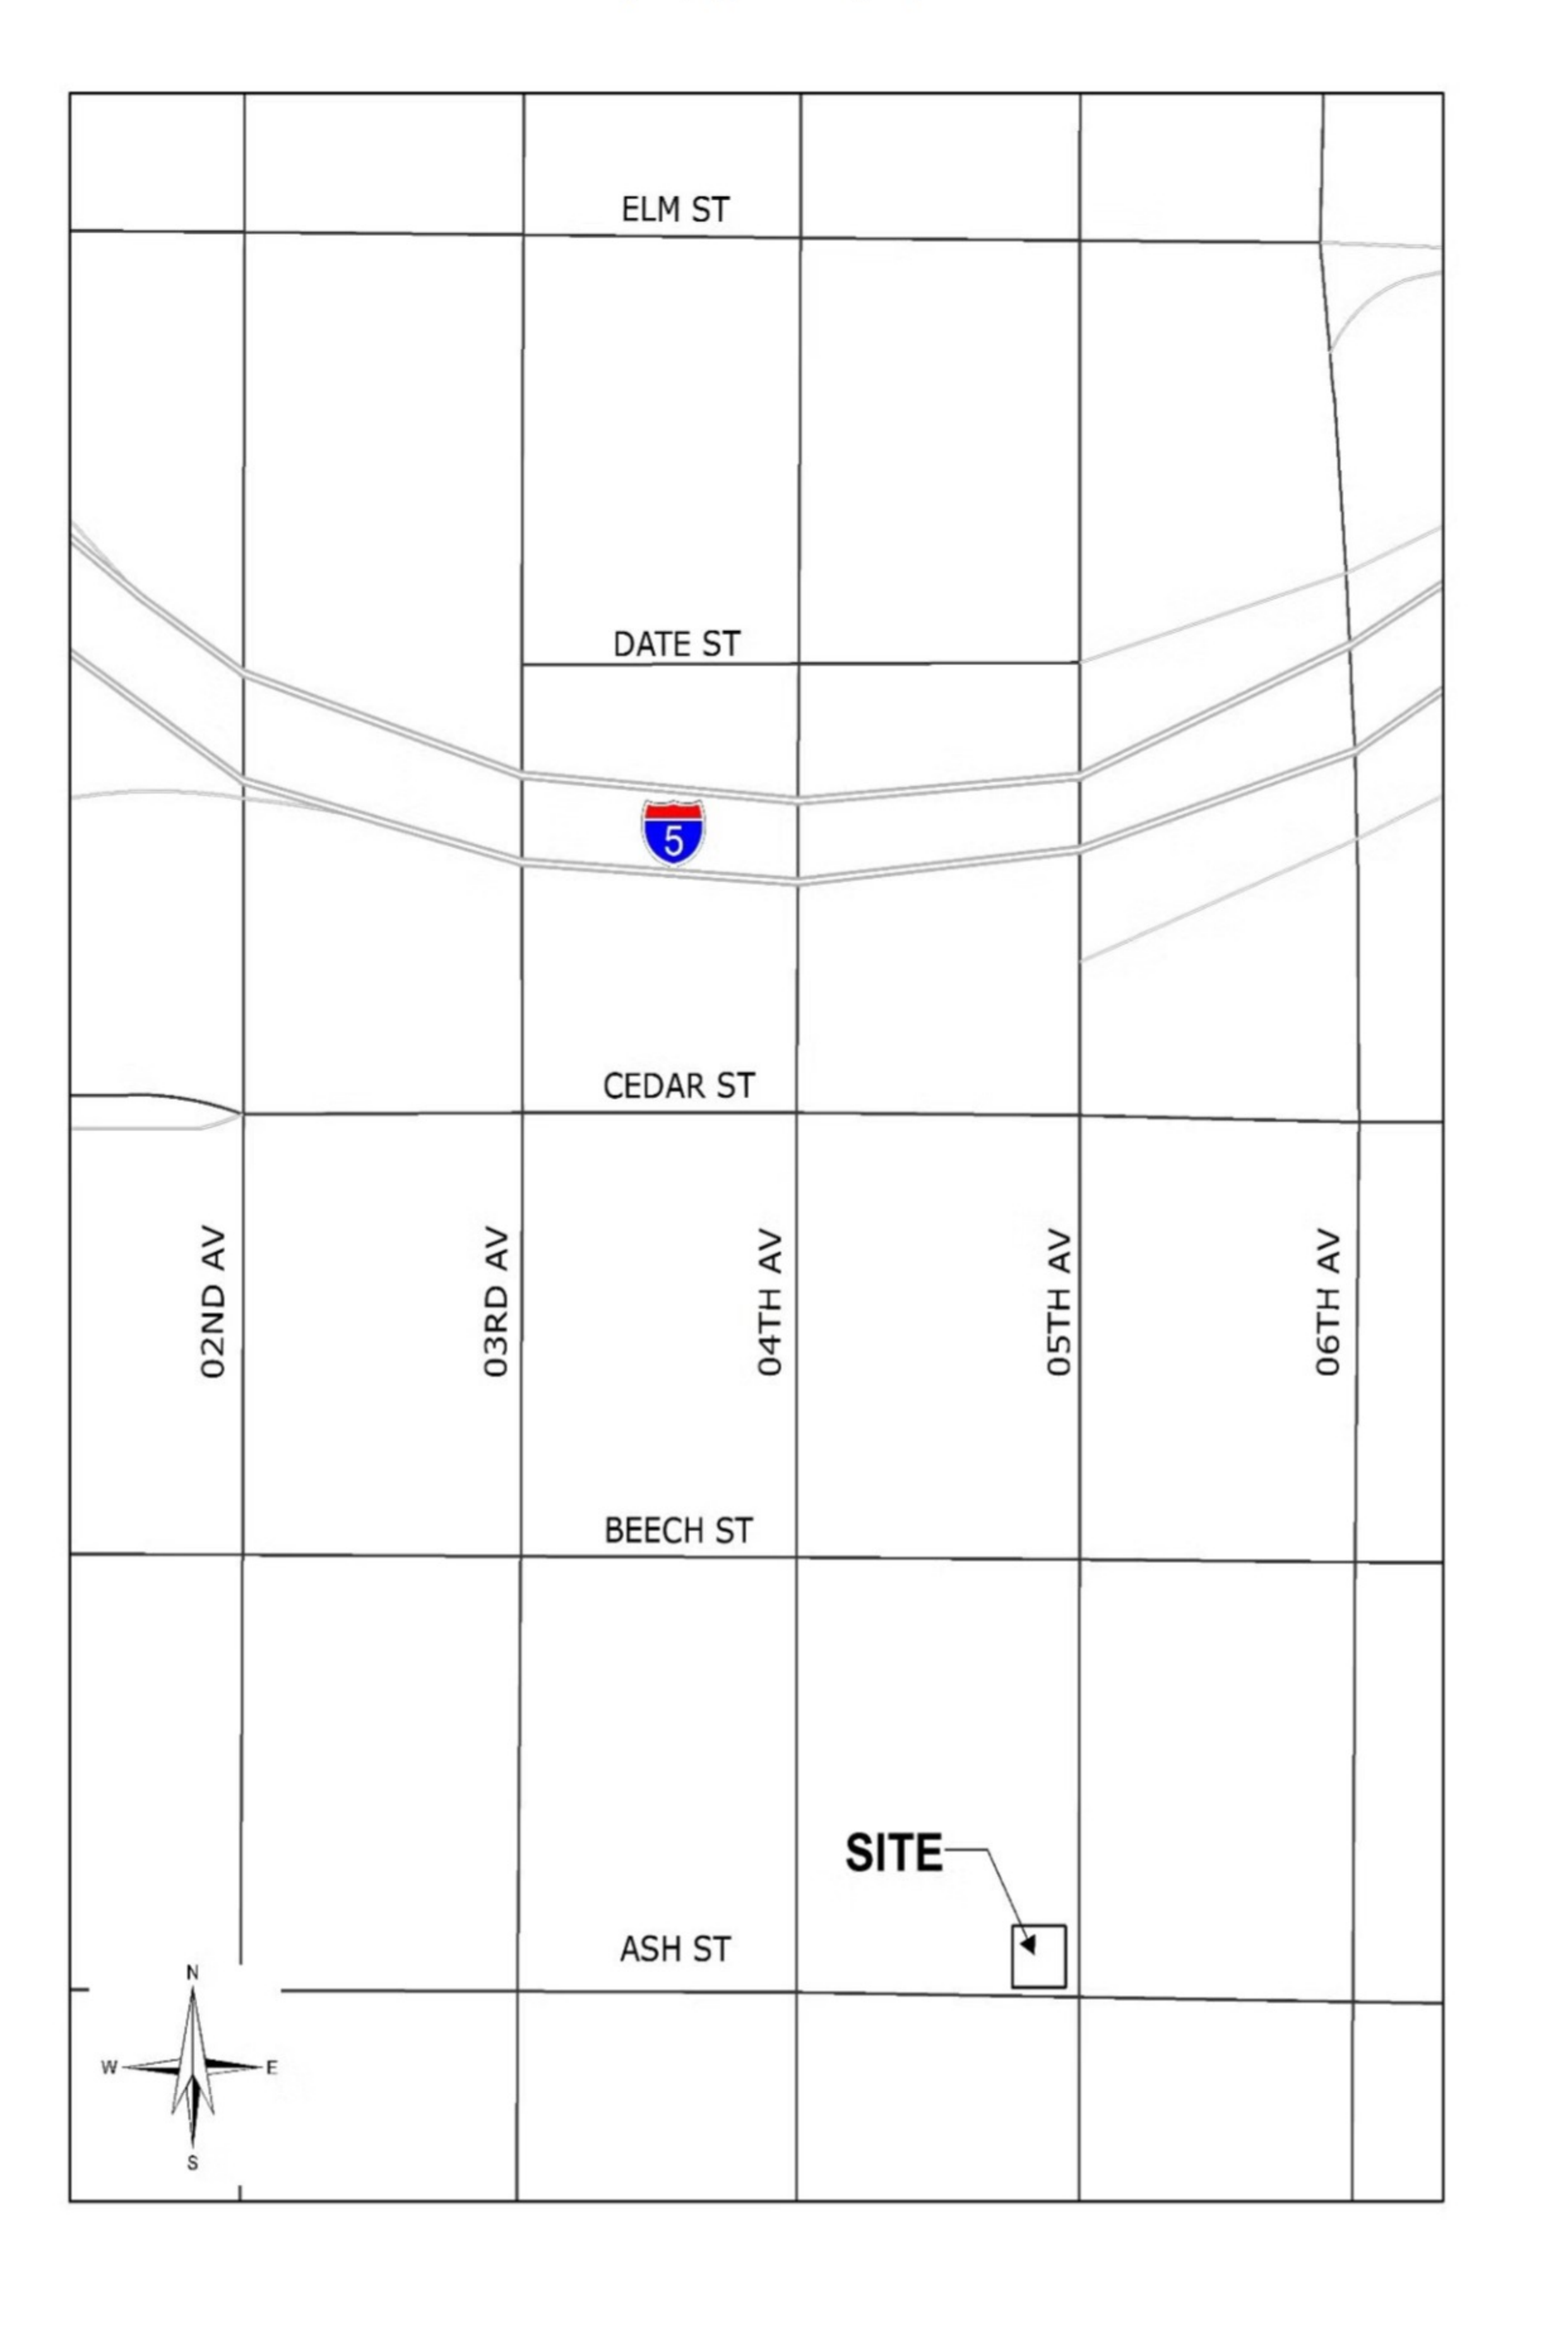 ELM ST
DATE ST
5
CEDAR ST
02ND AV
03RD AV
04TH AV
05TH AV
06TH AV
BEECH ST
SITE
ASH ST
N
W E
S